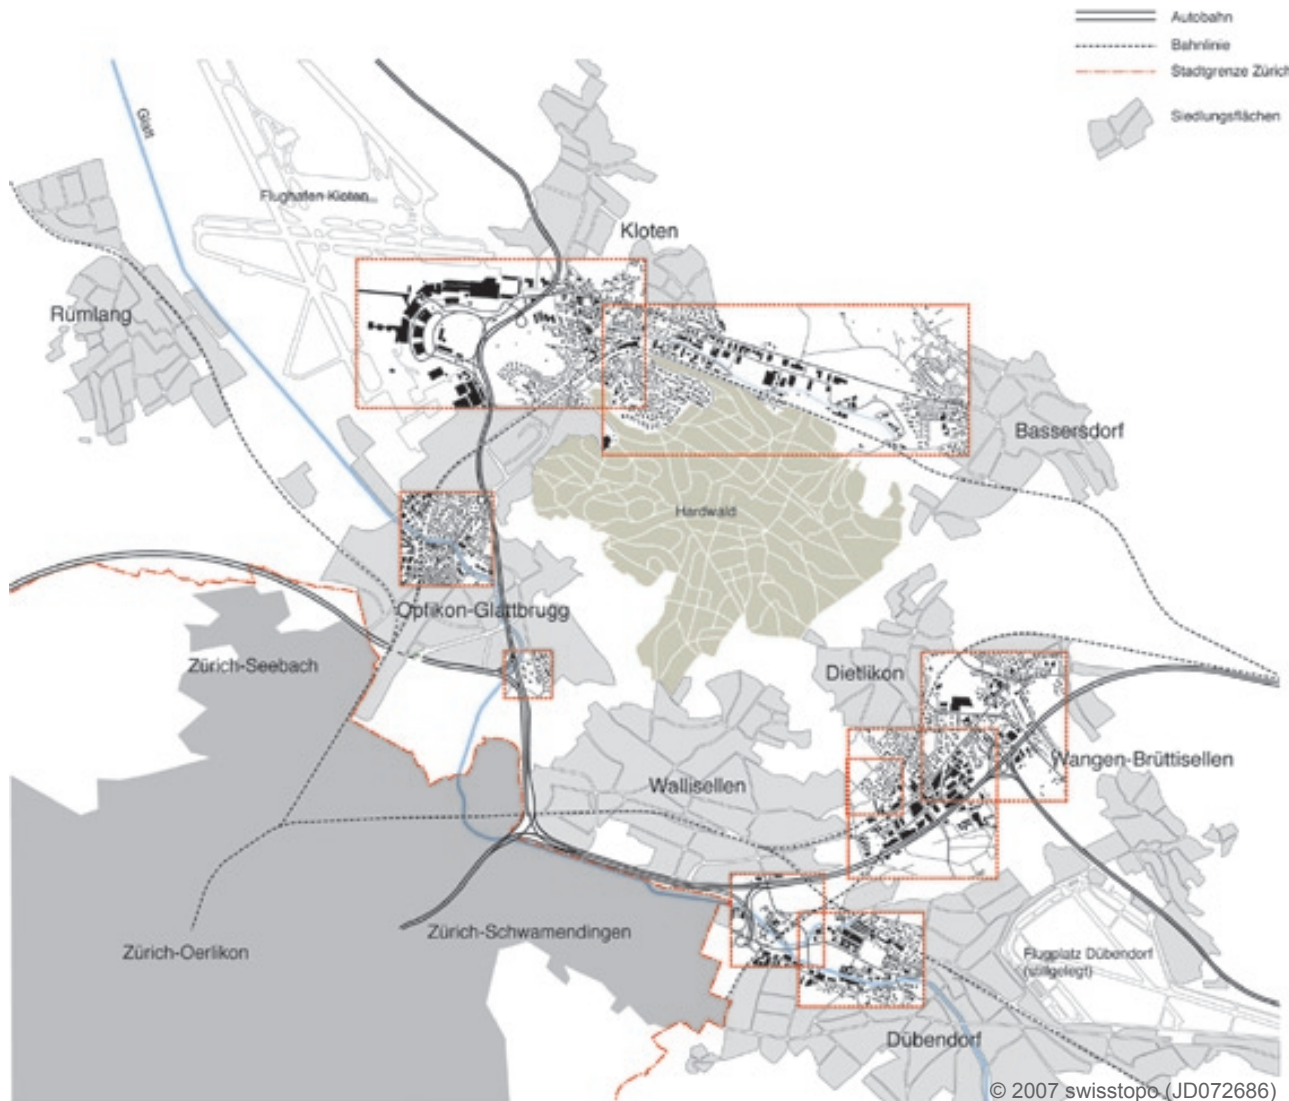 Autobahn
Bahnlinie
Stadtgrenze Zürich
Siedlungsflächen
Glatt
Flughafen Kloten
Kloten
Rümlang
Bassersdorf
Hardwald
Opfikon-Glattbrugg
Zürich-Seebach
Dietlikon
Wangen-Brüttisellen
Wallisellen
Zürich-Schwamendingen
Zürich-Oerlikon
Flugplatz Dübendorf
(stillgelegt)
Dübendorf
© 2007 swisstopo (JD072686)